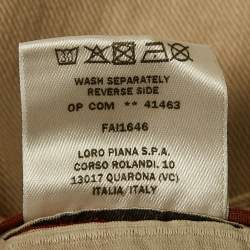 WASH SEPARATELY
REVERSE SIDE
OP COM ** 41463
FAI1646
LORO PIANA S.P.A.
CORSO ROLANDI, 10
13017 QUARONA (VC)
ITALIA/ITALY